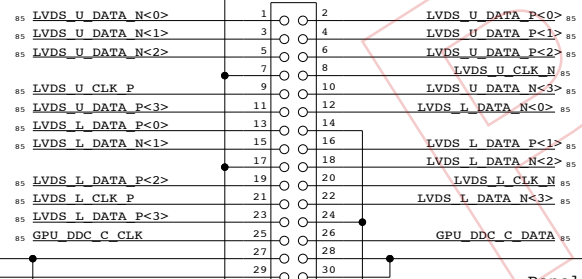 85 LVDS_U_DATA_N<0> 1 2 LVDS_U_DATA_P<0> 85
85 LVDS_U_DATA_N<1> 3 4 LVDS_U_DATA_P<1> 85
85 LVDS_U_DATA_N<2> 5 6 LVDS_U_DATA_P<2> 85
7 8 LVDS_U_CLK_N 85
85 LVDS_U_CLK_P 9 10 LVDS_U_DATA_N<3> 85
85 LVDS_U_DATA_P<3> 11 12 LVDS_L_DATA_N<0> 85
85 LVDS_L_DATA_P<0> 13 14
85 LVDS_L_DATA_N<1> 15 16 LVDS_L_DATA_P<1> 85
17 18 LVDS_L_DATA_N<2> 85
85 LVDS_L_DATA_P<2> 19 20 LVDS_L_CLK_N 85
85 LVDS_L_CLK_P 21 22 LVDS_L_DATA_N<3> 85
85 LVDS_L_DATA_P<3> 23 24
85 GPU_DDC_C_CLK 25 26 GPU_DDC_C_DATA 85
27 28
29 30